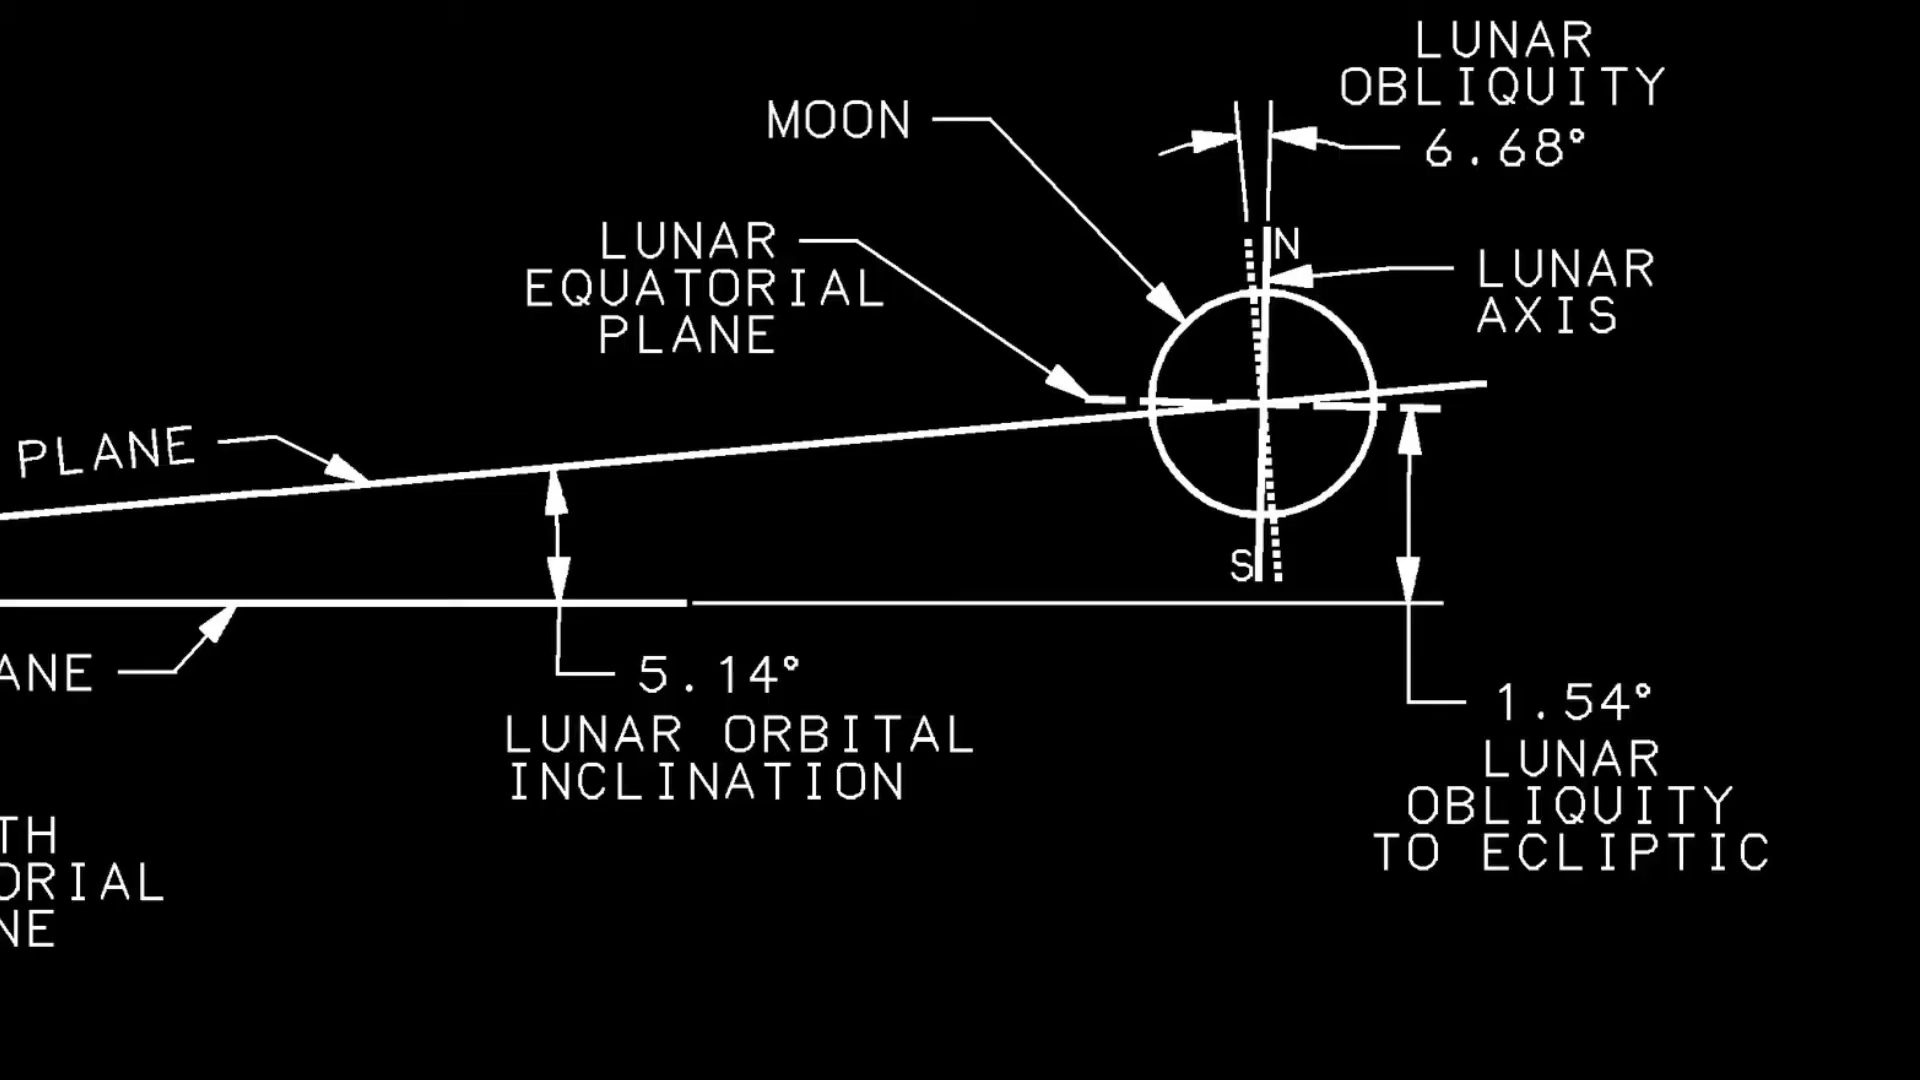 LUNAR
OBLIQUITY
6.68°
MOON
N
LUNAR
EQUATORIAL
PLANE
LUNAR
AXIS
PLANE
S
ANE
5.14°
LUNAR ORBITAL
INCLINATION
1.54°
LUNAR
OBLIQUITY
TO ECLIPTIC
TH
ORIAL
NE